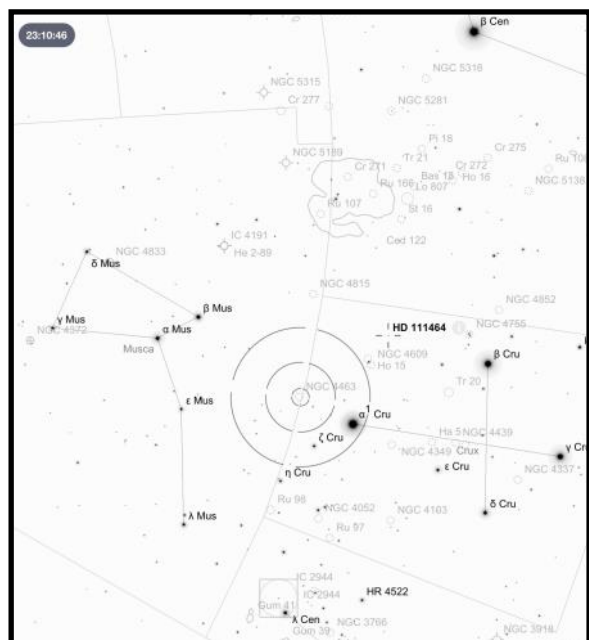 23:10:46
β Cen
NGC 5316
NGC 5315
Cr 277
NGC 5281
Pi 18
NGC 5189
Tr 21
Cr 275
Cr 271
Cr 272
Ru 108
Bas 18
Ho 16
Ru 166
Lo 807
NGC 5138
Ru 107
St 16
IC 4191
Ced 122
He 2-89
NGC 4833
δ Mus
NGC 4815
NGC 4852
β Mus
γ Mus
NGC 4372
α Mus
HD 111464
NGC 4755
Musca
NGC 4609
β Cru
Ho 15
NGC 4463
Tr 20
ε Mus
α¹ Cru
ζ Cru
Ha 5
NGC 4439
NGC 4349
Crux
γ Cru
ε Cru
η Cru
NGC 4337
Ru 98
NGC 4052
NGC 4103
δ Cru
λ Mus
Ru 97
IC 2944
IC 2944
HR 4522
Gum 41
λ Cen
NGC 3766
Gum 39
NGC 3918